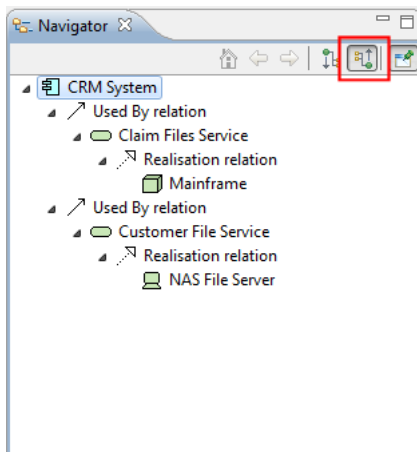 Navigator
CRM System
Used By relation
Claim Files Service
Realisation relation
Mainframe
Used By relation
Customer File Service
Realisation relation
NAS File Server